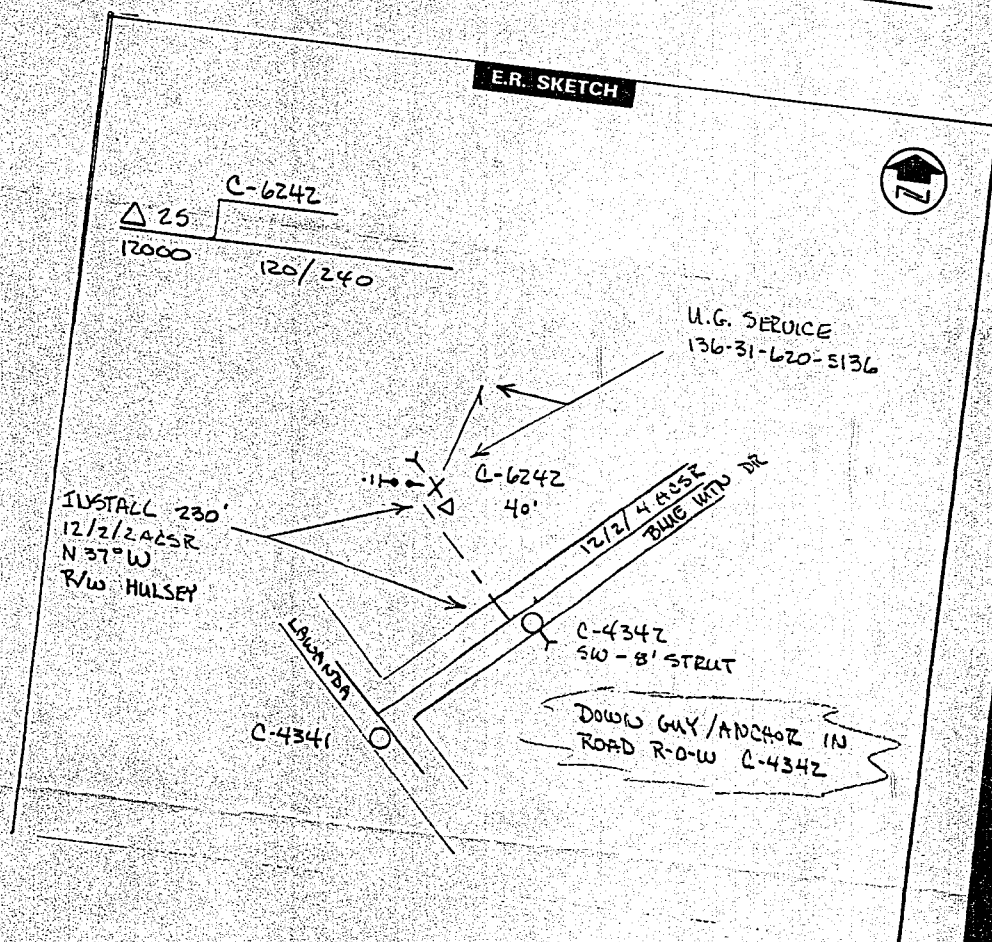 E.R. SKETCH
N
C-6242
Δ 25
12000 120/240
U.G. SERVICE
136-31-620-5136
C-6242
40'
INSTALL 230'
12/2/2 ACSR
N 37° W
R/W HULSEY
12/2/4 ACSR
BLUE MTN DR
LAWANDA
C-4342
SW - 8' STRUT
C-4341
DOWN GUY/ANCHOR IN
ROAD R-O-W C-4342